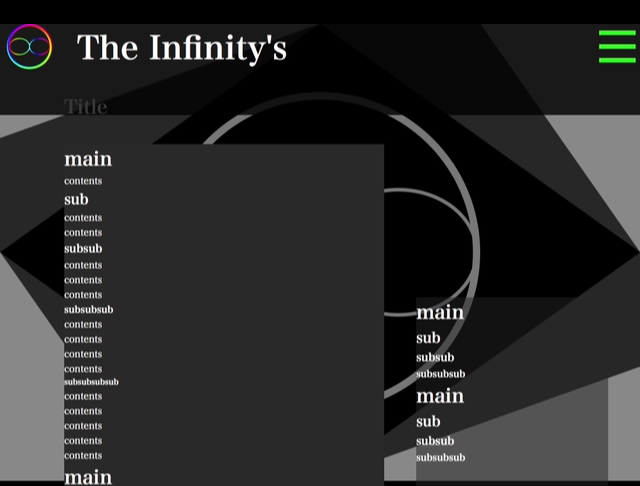 The Infinity's
Title
main
contents
sub
contents
contents
subsub
contents
contents
contents
subsubsub
contents
contents
contents
contents
subsubsubsub
contents
contents
contents
contents
contents
main
main
sub
subsub
subsubsub
main
sub
subsub
subsubsub